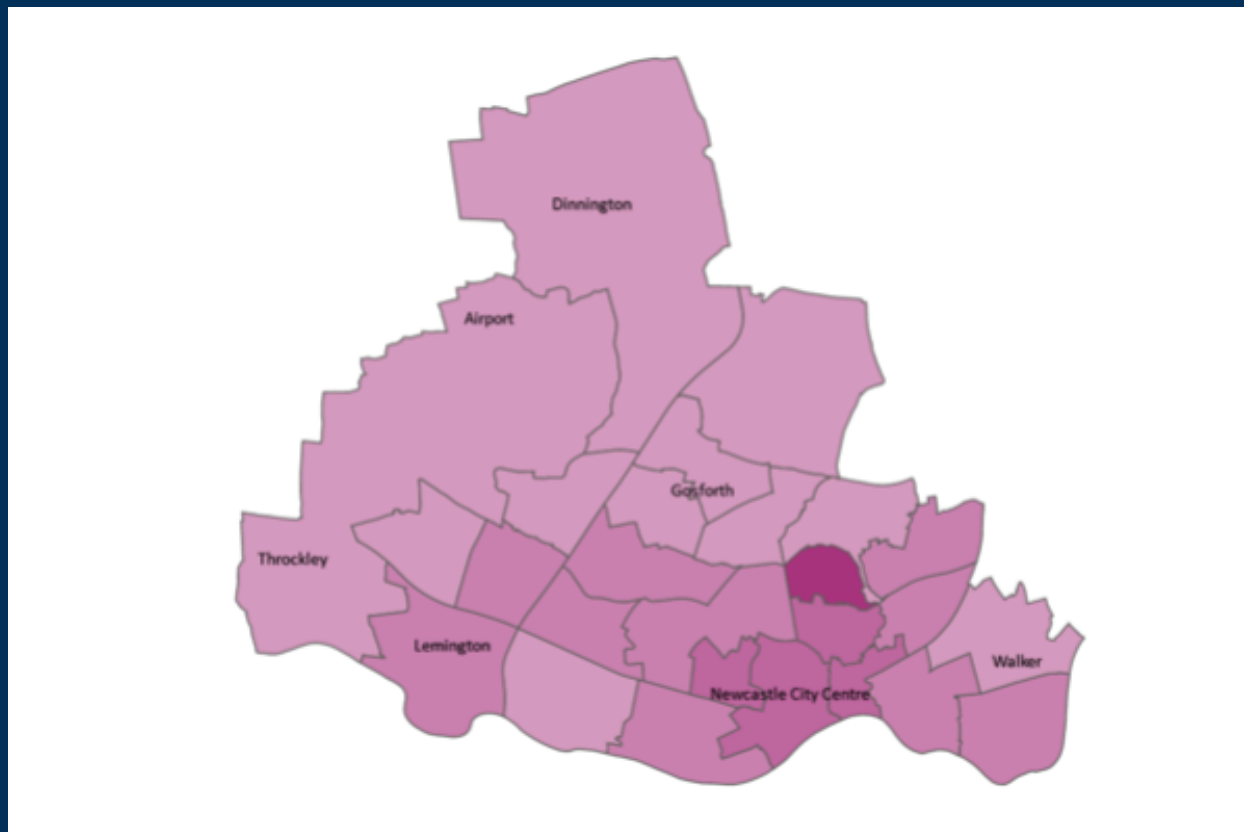 Dinnington
Airport
Gosforth
Throckley
Lemington
Walker
Newcastle City Centre